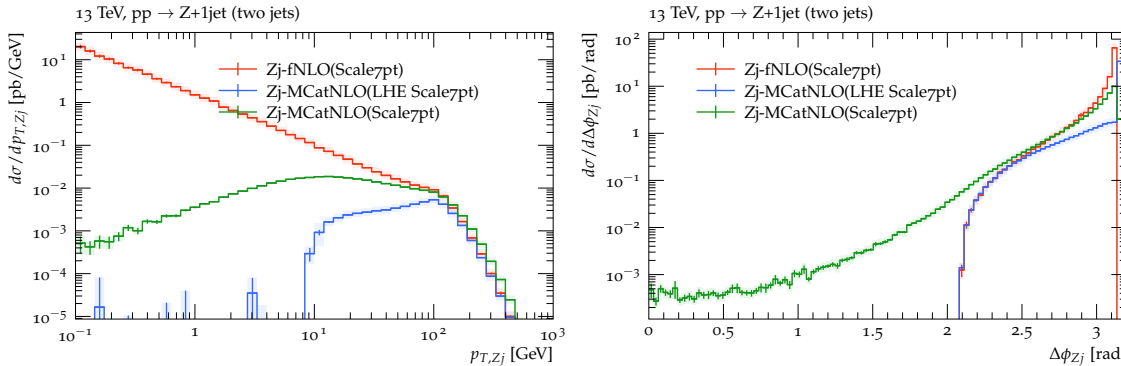 13 TeV, pp → Z+1jet (two jets)
dσ/dp_{T,Zj} [pb/GeV]
Zj-fNLO(Scale7pt)
Zj-MCatNLO(LHE Scale7pt)
Zj-MCatNLO(Scale7pt)
10^1
1
10^{-1}
10^{-2}
10^{-3}
10^{-4}
10^{-5}
10^{-1} 1 10^1 10^2 10^3
p_{T,Zj} [GeV]
13 TeV, pp → Z+1jet (two jets)
dσ/dΔϕ_{Zj} [pb/rad]
Zj-fNLO(Scale7pt)
Zj-MCatNLO(LHE Scale7pt)
Zj-MCatNLO(Scale7pt)
10^2
10^1
1
10^{-1}
10^{-2}
10^{-3}
0 0.5 1 1.5 2 2.5 3
Δϕ_{Zj} [rad